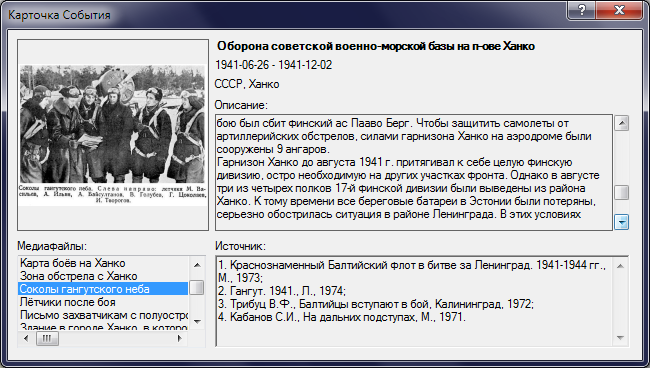 Карточка События
Оборона советской военно-морской базы на п-ове Ханко
1941-06-26 - 1941-12-02
СССР, Ханко
Описание:
бою был сбит финский ас Пааво Берг. Чтобы защитить самолеты от
артиллерийских обстрелов, силами гарнизона Ханко на аэродроме были
сооружены 9 ангаров.
Гарнизон Ханко до августа 1941 г. притягивал к себе целую финскую
дивизию, остро необходимую на других участках фронта. Однако в августе
три из четырех полков 17-й финской дивизии были выведены из района
Ханко. К тому времени все береговые батареи в Эстонии были потеряны,
серьезно обострилась ситуация в районе Ленинграда. В этих условиях
Соколы гангутского неба. Слева направо: летчики М. Ва-
сильев, А. Ильин, А. Байсултанов, В. Голубев, Г. Цоколаев,
И. Творогов.
Медиафайлы:
Карта боёв на Ханко
Зона обстрела с Ханко
Соколы гангутского неба
Лётчики после боя
Письмо захватчикам с полуостро
Здание в городе Ханко, в которо
Источник:
1. Краснознаменный Балтийский флот в битве за Ленинград. 1941-1944 гг.,
М., 1973;
2. Гангут. 1941., Л., 1974;
3. Трибуц В.Ф., Балтийцы вступают в бой, Калининград, 1972;
4. Кабанов С.И., На дальних подступах, М., 1971.